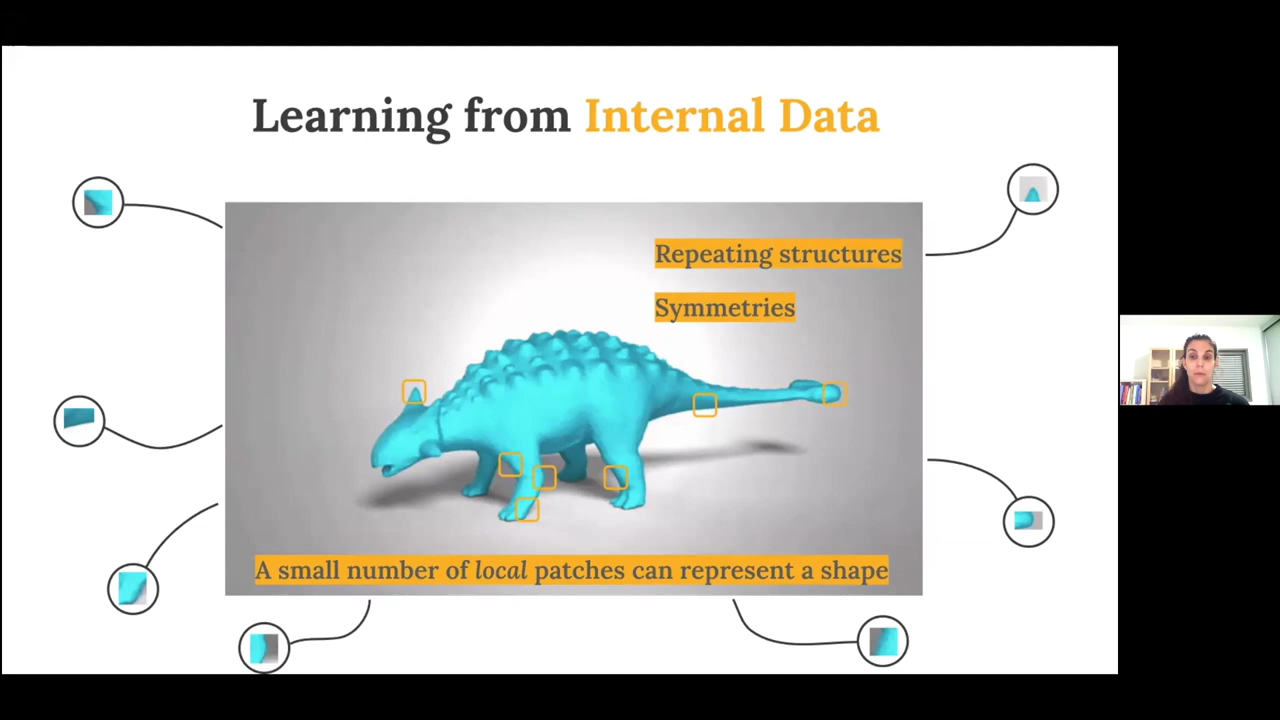 Learning from Internal Data
Repeating structures
Symmetries
A small number of local patches can represent a shape